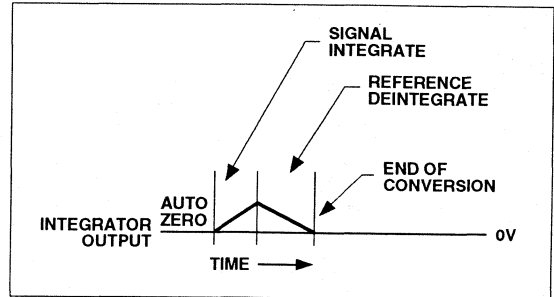 SIGNAL
INTEGRATE
REFERENCE
DEINTEGRATE
END OF
CONVERSION
AUTO
ZERO
INTEGRATOR
OUTPUT
0V
TIME